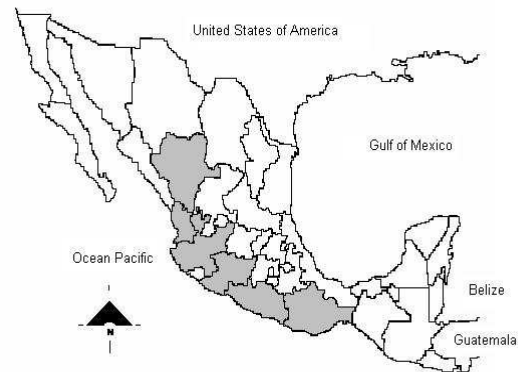 United States of America
Gulf of Mexico
Ocean Pacific
Belize
N
Guatemala